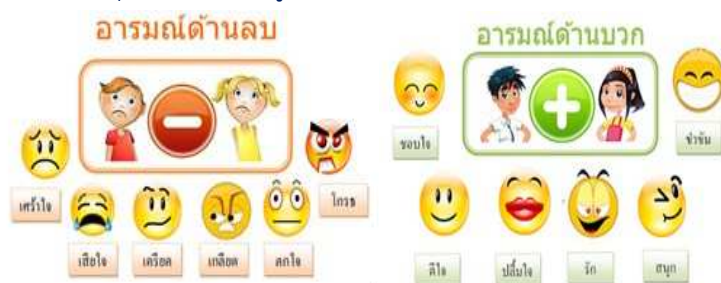 อารมณ์ด้านลบ
เศร้าใจ
เสียใจ
เครียด
เกลียด
ตกใจ
โกรธ
อารมณ์ด้านบวก
ชอบใจ
ขำขัน
ดีใจ
ปลื้มใจ
รัก
สนุก